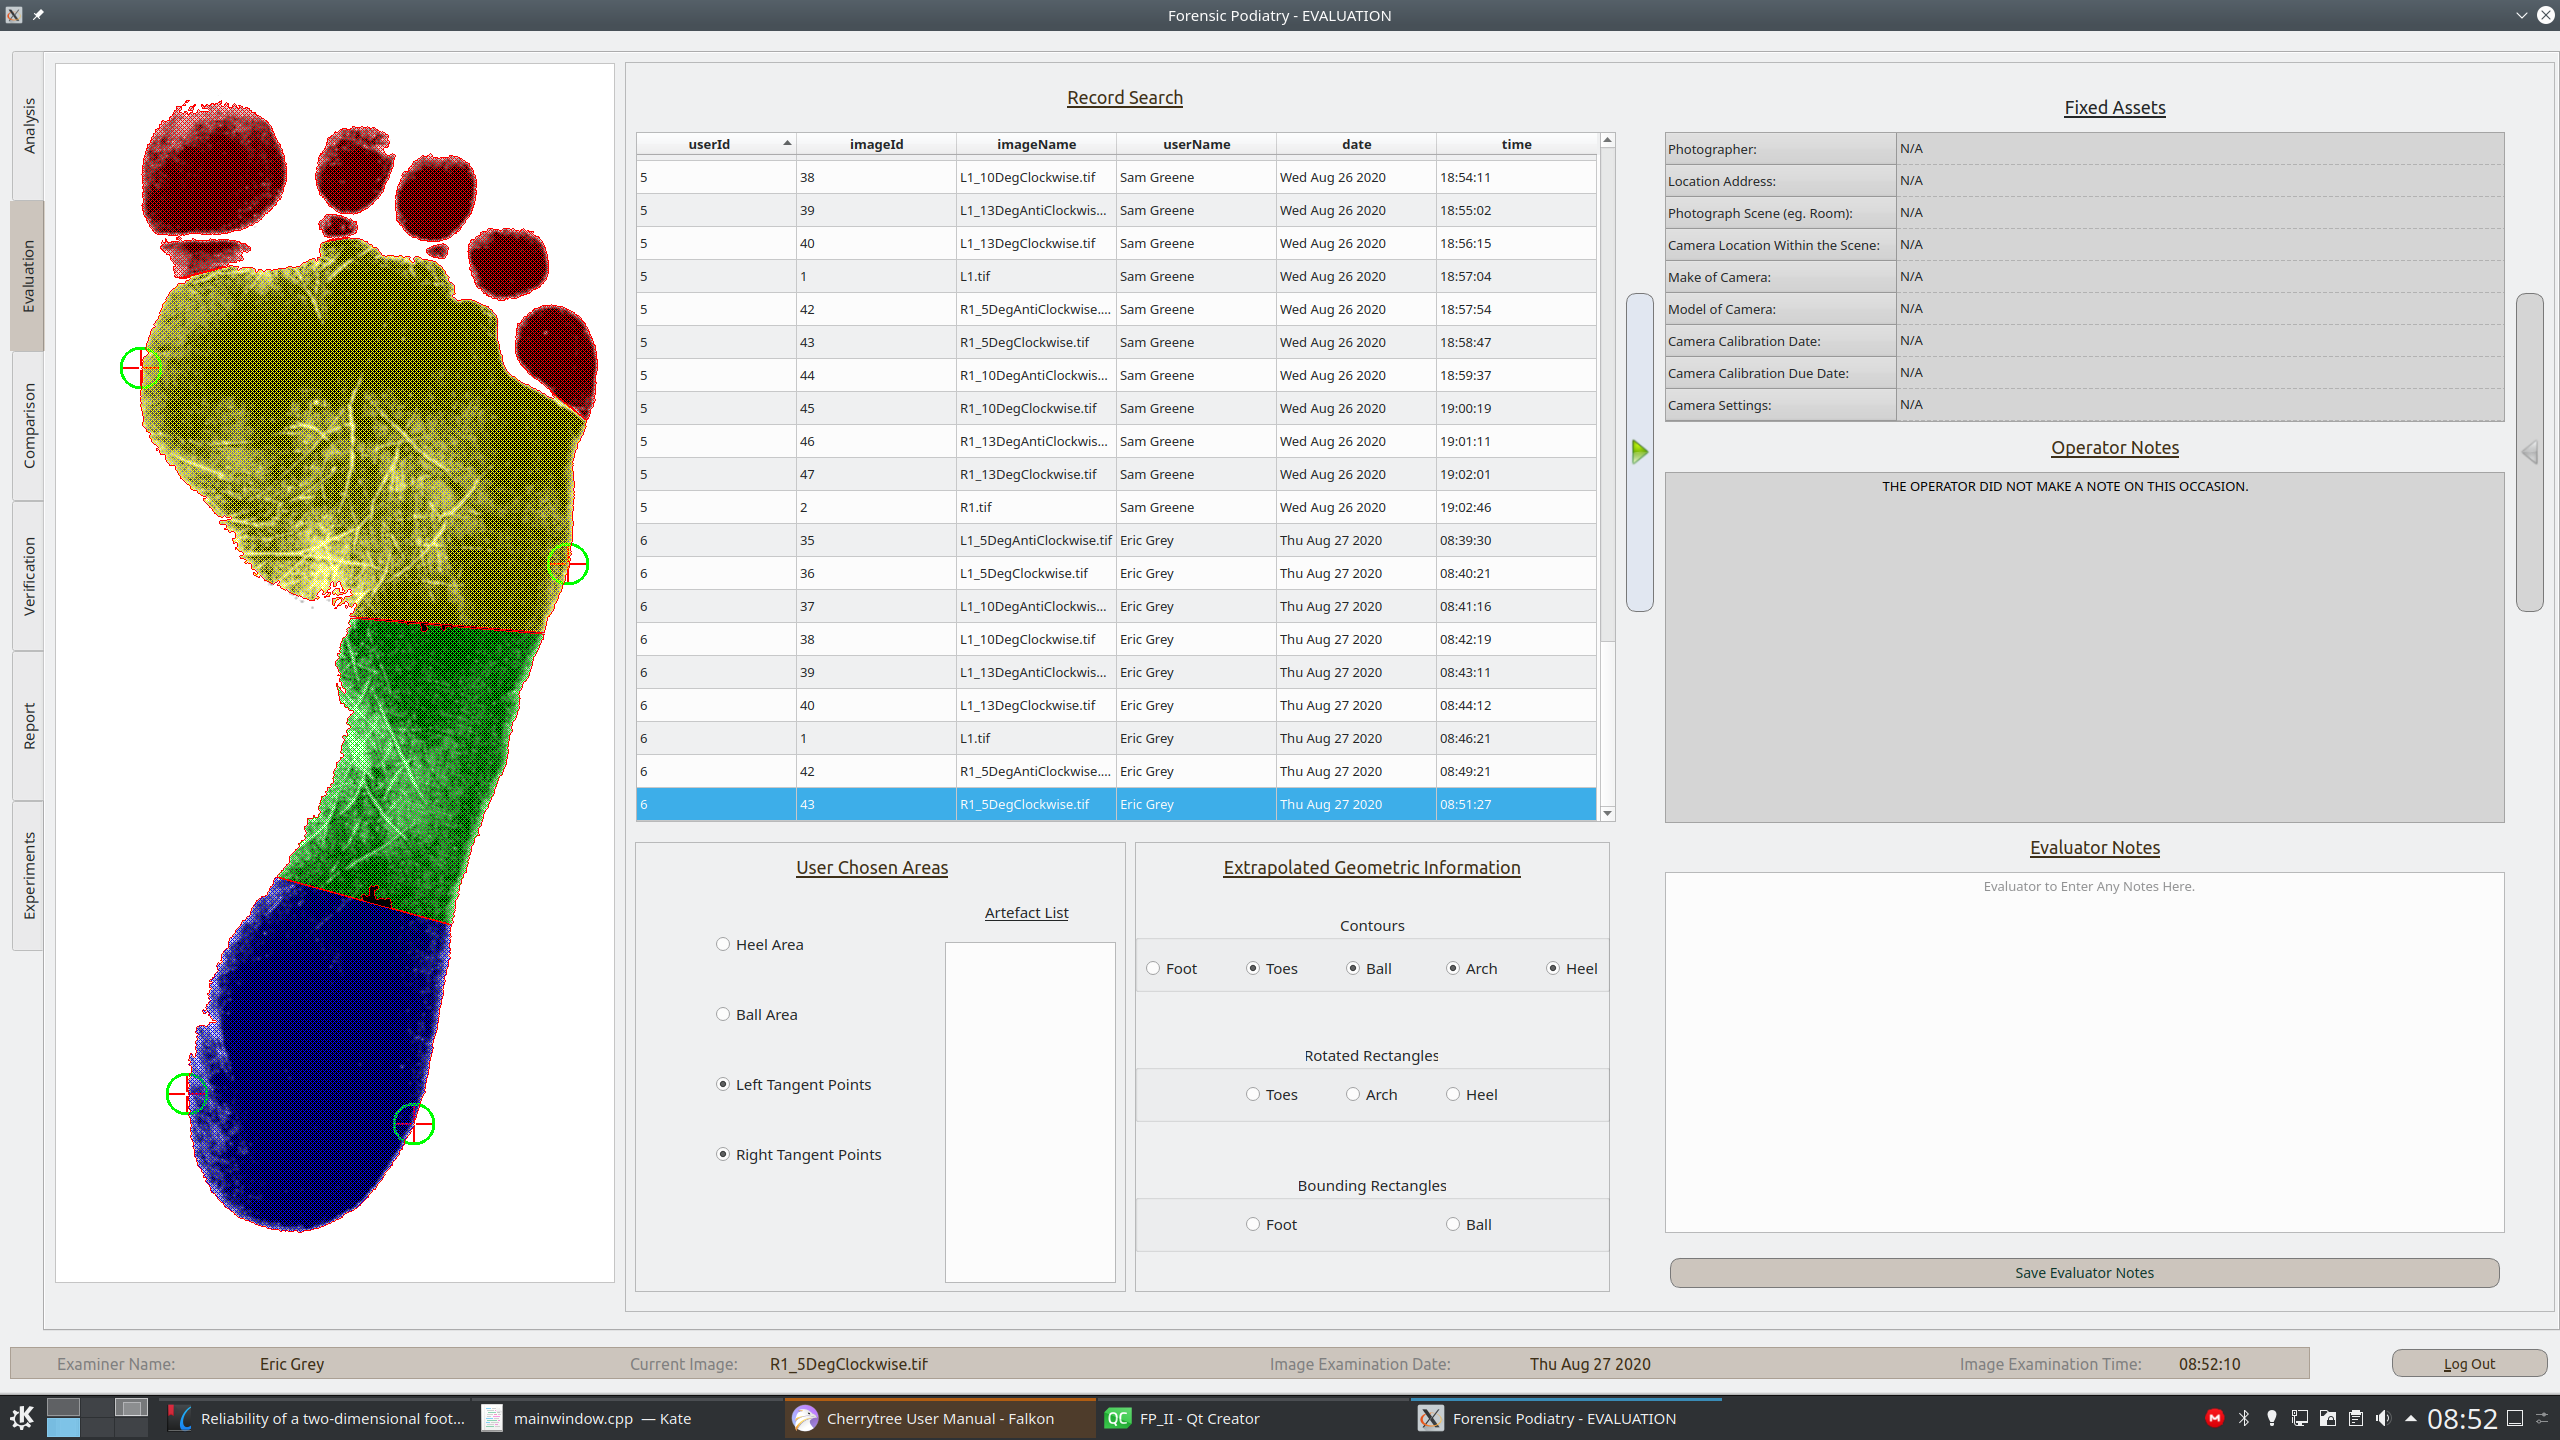 Forensic Podiatry - EVALUATION
Analysis
Evaluation
Comparison
Verification
Report
Experiments
Record Search
userId imageId imageName userName date time
5 38 L1_10DegClockwise.tif Sam Greene Wed Aug 26 2020 18:54:11
5 39 L1_13DegAntiClockwis... Sam Greene Wed Aug 26 2020 18:55:02
5 40 L1_13DegClockwise.tif Sam Greene Wed Aug 26 2020 18:56:15
5 1 L1.tif Sam Greene Wed Aug 26 2020 18:57:04
5 42 R1_5DegAntiClockwise.... Sam Greene Wed Aug 26 2020 18:57:54
5 43 R1_5DegClockwise.tif Sam Greene Wed Aug 26 2020 18:58:47
5 44 R1_10DegAntiClockwis... Sam Greene Wed Aug 26 2020 18:59:37
5 45 R1_10DegClockwise.tif Sam Greene Wed Aug 26 2020 19:00:19
5 46 R1_13DegAntiClockwis... Sam Greene Wed Aug 26 2020 19:01:11
5 47 R1_13DegClockwise.tif Sam Greene Wed Aug 26 2020 19:02:01
5 2 R1.tif Sam Greene Wed Aug 26 2020 19:02:46
6 35 L1_5DegAntiClockwise.tif Eric Grey Thu Aug 27 2020 08:39:30
6 36 L1_5DegClockwise.tif Eric Grey Thu Aug 27 2020 08:40:21
6 37 L1_10DegAntiClockwis... Eric Grey Thu Aug 27 2020 08:41:16
6 38 L1_10DegClockwise.tif Eric Grey Thu Aug 27 2020 08:42:19
6 39 L1_13DegAntiClockwis... Eric Grey Thu Aug 27 2020 08:43:11
6 40 L1_13DegClockwise.tif Eric Grey Thu Aug 27 2020 08:44:12
6 1 L1.tif Eric Grey Thu Aug 27 2020 08:46:21
6 42 R1_5DegAntiClockwise.... Eric Grey Thu Aug 27 2020 08:49:21
6 43 R1_5DegClockwise.tif Eric Grey Thu Aug 27 2020 08:51:27
User Chosen Areas
Artefact List
Heel Area
Ball Area
Left Tangent Points
Right Tangent Points
Extrapolated Geometric Information
Contours
Foot Toes Ball Arch Heel
Rotated Rectangles
Toes Arch Heel
Bounding Rectangles
Foot Ball
Fixed Assets
Photographer: N/A
Location Address: N/A
Photograph Scene (eg. Room): N/A
Camera Location Within the Scene: N/A
Make of Camera: N/A
Model of Camera: N/A
Camera Calibration Date: N/A
Camera Calibration Due Date: N/A
Camera Settings: N/A
Operator Notes
THE OPERATOR DID NOT MAKE A NOTE ON THIS OCCASION.
Evaluator Notes
Evaluator to Enter Any Notes Here.
Save Evaluator Notes
Examiner Name: Eric Grey Current Image: R1_5DegClockwise.tif Image Examination Date: Thu Aug 27 2020 Image Examination Time: 08:52:10
Log Out
Reliability of a two-dimensional foot... mainwindow.cpp — Kate Cherrytree User Manual - Falkon QC FP_II - Qt Creator Forensic Podiatry - EVALUATION 08:52